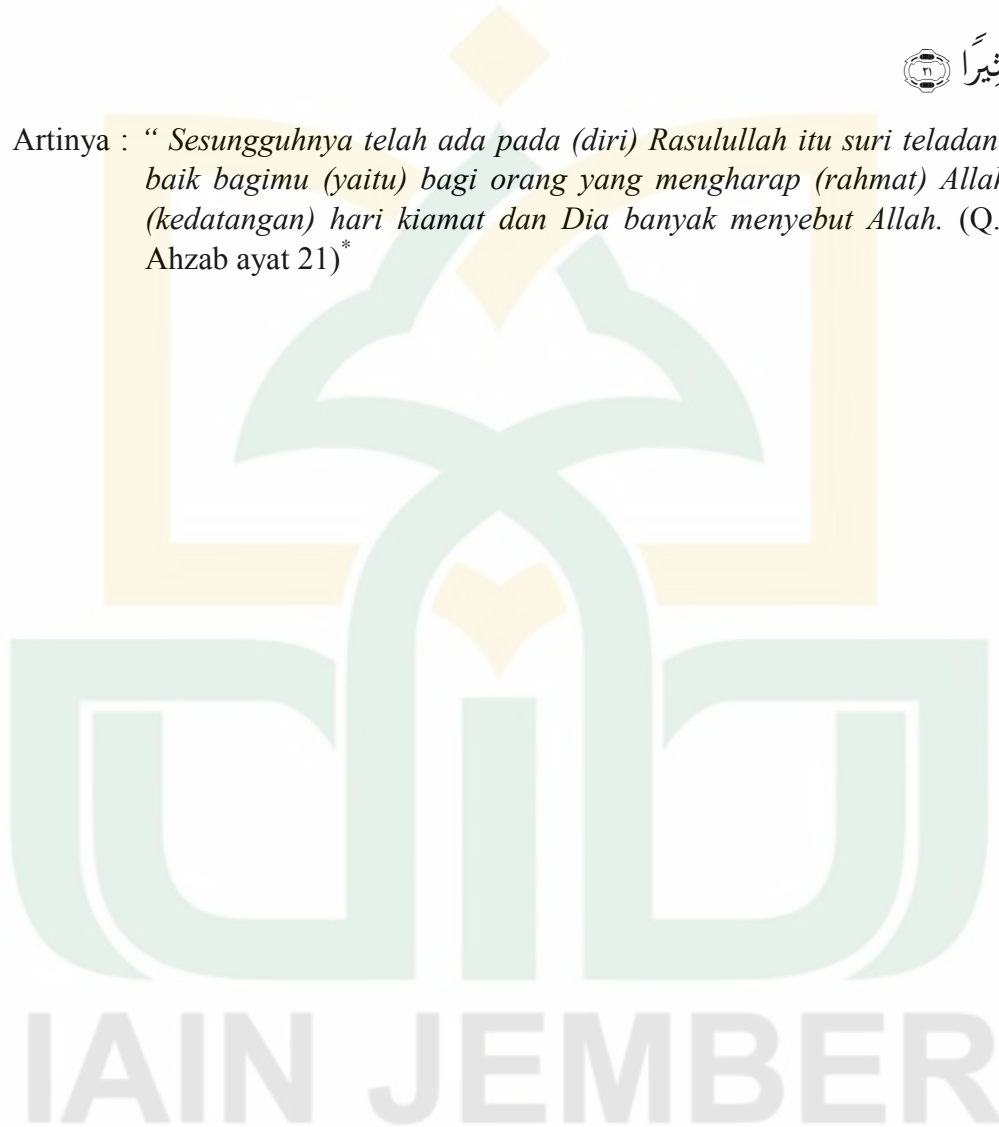 ثِيرًا ٢١
Artinya : “ Sesungguhnya telah ada pada (diri) Rasulullah itu suri teladan
baik bagimu (yaitu) bagi orang yang mengharap (rahmat) Allah
(kedatangan) hari kiamat dan Dia banyak menyebut Allah. (Q.
Ahzab ayat 21)*
IAIN JEMBER